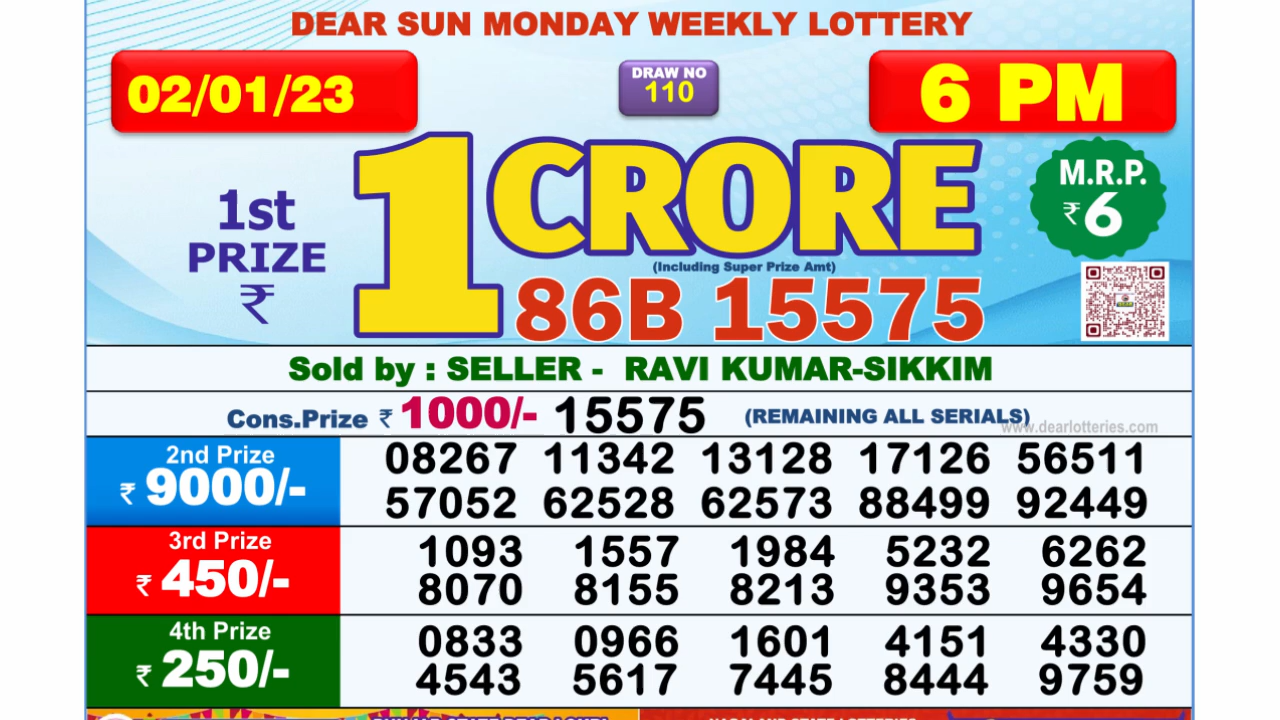 DEAR SUN MONDAY WEEKLY LOTTERY
02/01/23
DRAW NO
110
6 PM
1st
PRIZE
₹
1 CRORE
(Including Super Prize Amt)
86B 15575
M.R.P.
₹6
Sold by : SELLER - RAVI KUMAR-SIKKIM
Cons.Prize ₹ 1000/- 15575 (REMAINING ALL SERIALS)
www.dearlotteries.com
2nd Prize
₹ 9000/-
08267 11342 13128 17126 56511
57052 62528 62573 88499 92449
3rd Prize
₹ 450/-
1093 1557 1984 5232 6262
8070 8155 8213 9353 9654
4th Prize
₹ 250/-
0833 0966 1601 4151 4330
4543 5617 7445 8444 9759